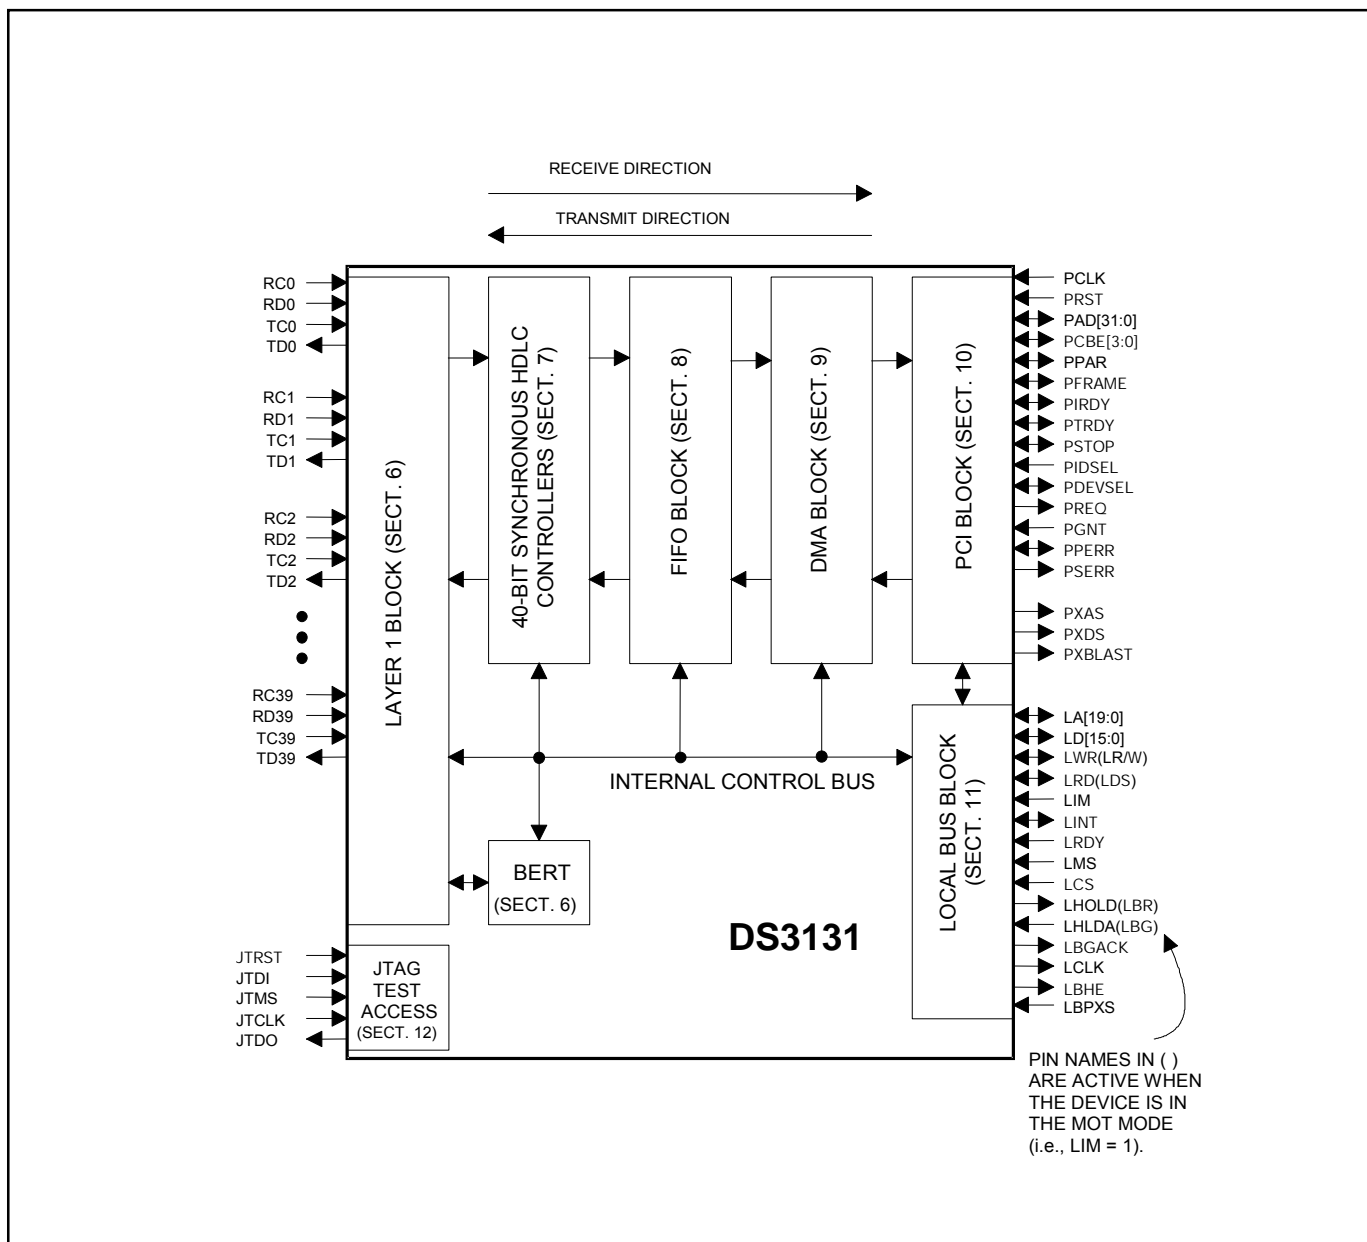 RECEIVE DIRECTION
TRANSMIT DIRECTION
RC0
RD0
TC0
TD0
RC1
RD1
TC1
TD1
RC2
RD2
TC2
TD2
RC39
RD39
TC39
TD39
JTRST
JTDI
JTMS
JTCLK
JTDO
LAYER 1 BLOCK (SECT. 6)
40-BIT SYNCHRONOUS HDLC
CONTROLLERS (SECT. 7)
FIFO BLOCK (SECT. 8)
DMA BLOCK (SECT. 9)
PCI BLOCK (SECT. 10)
INTERNAL CONTROL BUS
BERT
(SECT. 6)
LOCAL BUS BLOCK
(SECT. 11)
DS3131
JTAG
TEST
ACCESS
(SECT. 12)
PCLK
PRST
PAD[31:0]
PCBE[3:0]
PPAR
PFRAME
PIRDY
PTRDY
PSTOP
PIDSEL
PDEVSEL
PREQ
PGNT
PPERR
PSERR
PXAS
PXDS
PXBLAST
LA[19:0]
LD[15:0]
LWR(LR/W)
LRD(LDS)
LIM
LINT
LRDY
LMS
LCS
LHOLD(LBR)
LHLDA(LBG)
LBGACK
LCLK
LBHE
LBPXS
PIN NAMES IN ( )
ARE ACTIVE WHEN
THE DEVICE IS IN
THE MOT MODE
(i.e., LIM = 1).